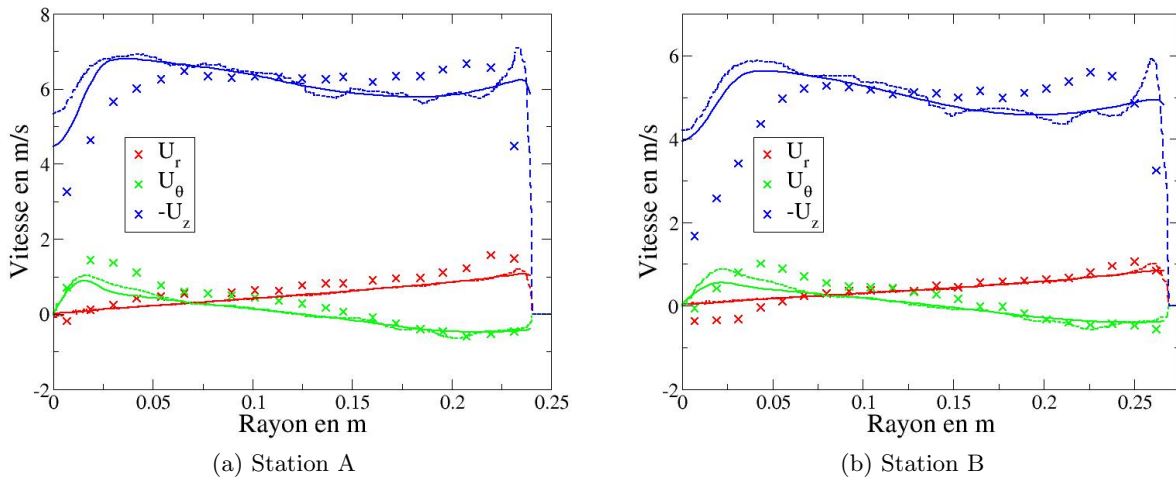 8
6
4
2
0
-2
Vitesse en m/s
U_r
U_θ
-U_z
0
0.05
0.1
0.15
0.2
0.25
Rayon en m
(a) Station A
6
4
2
0
-2
Vitesse en m/s
U_r
U_θ
-U_z
0
0.05
0.1
0.15
0.2
0.25
Rayon en m
(b) Station B